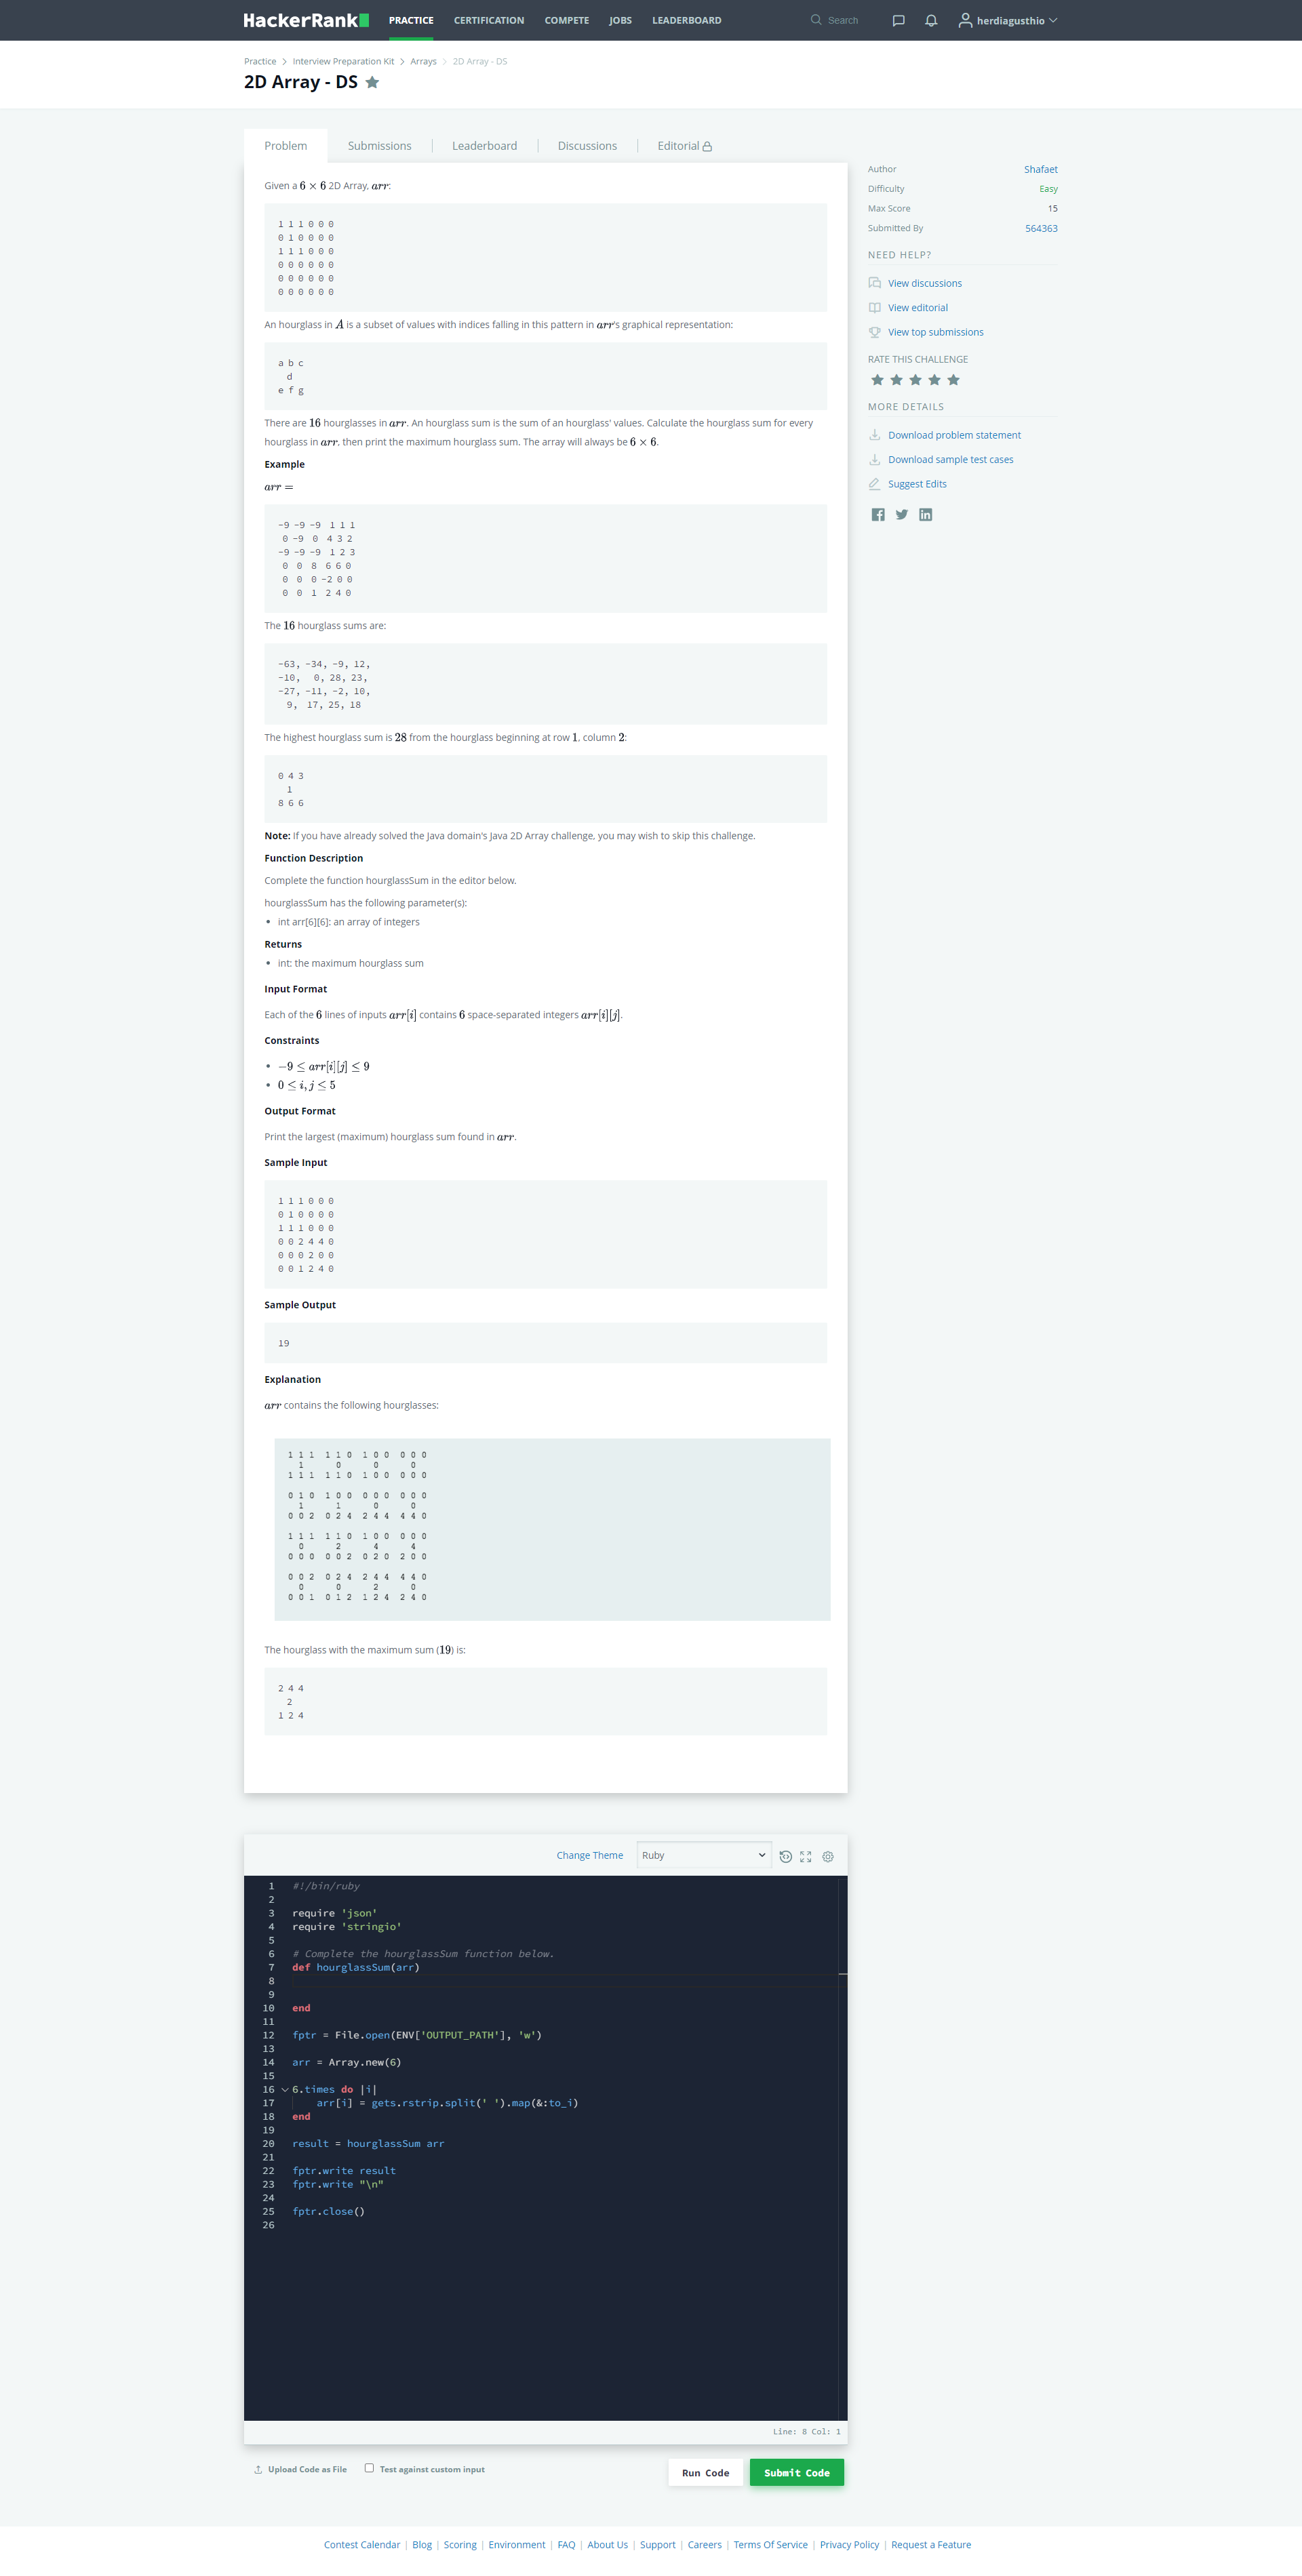 HackerRank PRACTICE CERTIFICATION COMPETE JOBS LEADERBOARD Search herdiagusthio
Practice > Interview Preparation Kit > Arrays > 2D Array - DS
2D Array - DS
Problem Submissions Leaderboard Discussions Editorial
Given a 6 × 6 2D Array, arr:
1 1 1 0 0 0
0 1 0 0 0 0
1 1 1 0 0 0
0 0 0 0 0 0
0 0 0 0 0 0
0 0 0 0 0 0
An hourglass in A is a subset of values with indices falling in this pattern in arr's graphical representation:
a b c
d
e f g
There are 16 hourglasses in arr. An hourglass sum is the sum of an hourglass' values. Calculate the hourglass sum for every
hourglass in arr, then print the maximum hourglass sum. The array will always be 6 × 6.
Example
arr =
-9 -9 -9 1 1 1
0 -9 0 4 3 2
-9 -9 -9 1 2 3
0 0 8 6 6 0
0 0 0 -2 0 0
0 0 1 2 4 0
The 16 hourglass sums are:
-63, -34, -9, 12,
-10, 0, 28, 23,
-27, -11, -2, 10,
9, 17, 25, 18
The highest hourglass sum is 28 from the hourglass beginning at row 1, column 2:
0 4 3
1
8 6 6
Note: If you have already solved the Java domain's Java 2D Array challenge, you may wish to skip this challenge.
Function Description
Complete the function hourglassSum in the editor below.
hourglassSum has the following parameter(s):
• int arr[6][6]: an array of integers
Returns
• int: the maximum hourglass sum
Input Format
Each of the 6 lines of inputs arr[i] contains 6 space-separated integers arr[i][j].
Constraints
• −9 ≤ arr[i][j] ≤ 9
• 0 ≤ i, j ≤ 5
Output Format
Print the largest (maximum) hourglass sum found in arr.
Sample Input
1 1 1 0 0 0
0 1 0 0 0 0
1 1 1 0 0 0
0 0 2 4 4 0
0 0 0 2 0 0
0 0 1 2 4 0
Sample Output
19
Explanation
arr contains the following hourglasses:
1 1 1 1 1 0 1 0 0 0 0 0
1 0 0 0
1 1 1 1 1 0 1 0 0 0 0 0
0 1 0 1 0 0 0 0 0 0 0 0
1 1 0 0
0 0 2 0 2 4 2 4 4 4 4 0
1 1 1 1 1 0 1 0 0 0 0 0
0 2 4 4
0 0 0 0 0 2 0 2 0 2 0 0
0 0 2 0 2 4 2 4 4 4 4 0
0 0 2 0
0 0 1 0 1 2 1 2 4 2 4 0
The hourglass with the maximum sum (19) is:
2 4 4
2
1 2 4
Author Shafaet
Difficulty Easy
Max Score 15
Submitted By 564363
NEED HELP?
View discussions
View editorial
View top submissions
RATE THIS CHALLENGE
MORE DETAILS
Download problem statement
Download sample test cases
Suggest Edits
Change Theme Ruby
1 #!/bin/ruby
2
3 require 'json'
4 require 'stringio'
5
6 # Complete the hourglassSum function below.
7 def hourglassSum(arr)
8
9
10 end
11
12 fptr = File.open(ENV['OUTPUT_PATH'], 'w')
13
14 arr = Array.new(6)
15
16 6.times do |i|
17 arr[i] = gets.rstrip.split(' ').map(&:to_i)
18 end
19
20 result = hourglassSum arr
21
22 fptr.write result
23 fptr.write "\n"
24
25 fptr.close()
26
Line: 8 Col: 1
Upload Code as File Test against custom input Run Code Submit Code
Contest Calendar | Blog | Scoring | Environment | FAQ | About Us | Support | Careers | Terms Of Service | Privacy Policy | Request a Feature